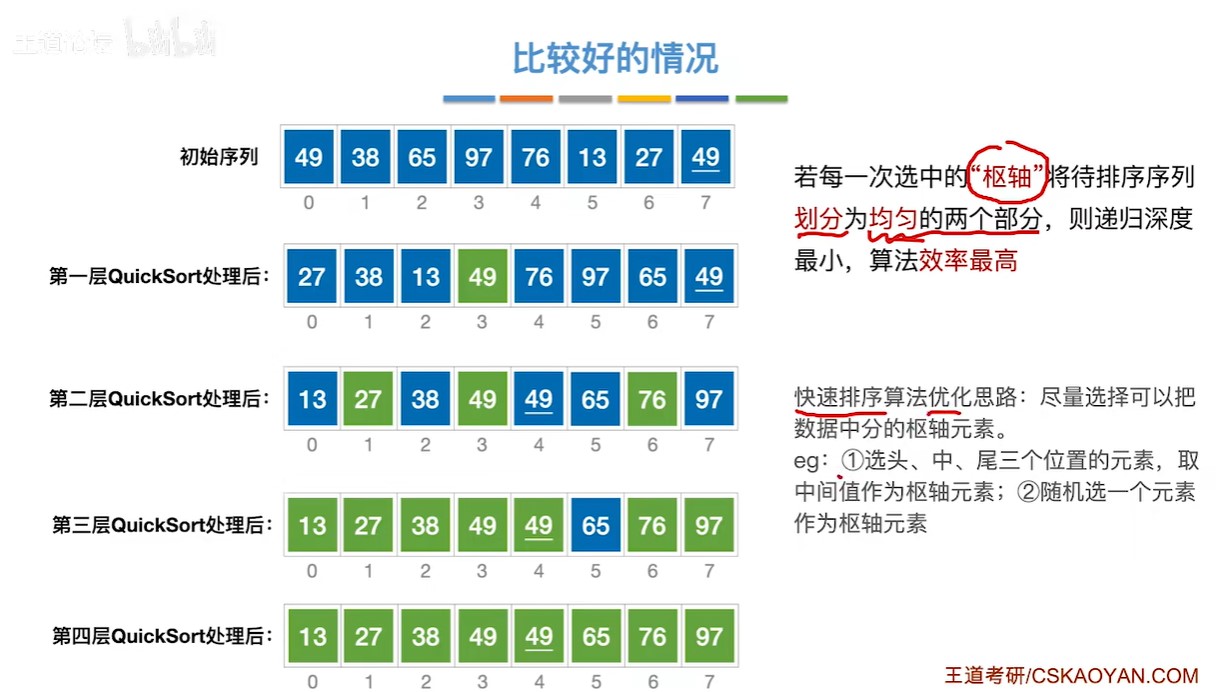 王道论坛 bilibili
比较好的情况
初始序列 49 38 65 97 76 13 27 49
0 1 2 3 4 5 6 7
第一层QuickSort处理后: 27 38 13 49 76 97 65 49
0 1 2 3 4 5 6 7
第二层QuickSort处理后: 13 27 38 49 49 65 76 97
0 1 2 3 4 5 6 7
第三层QuickSort处理后: 13 27 38 49 49 65 76 97
0 1 2 3 4 5 6 7
第四层QuickSort处理后: 13 27 38 49 49 65 76 97
0 1 2 3 4 5 6 7
若每一次选中的“枢轴”将待排序序列
划分为均匀的两个部分，则递归深度
最小，算法效率最高
快速排序算法优化思路：尽量选择可以把
数据中分的枢轴元素。
eg：①选头、中、尾三个位置的元素，取
中间值作为枢轴元素；②随机选一个元素
作为枢轴元素
王道考研/CSKAOYAN.COM